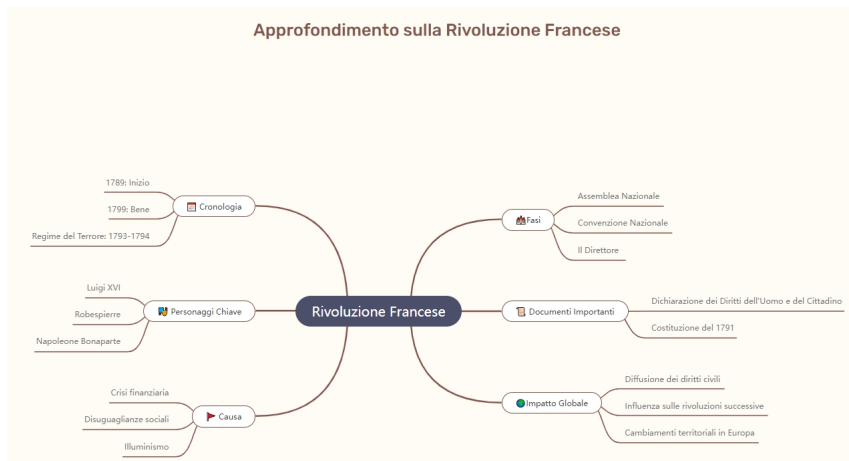 Approfondimento sulla Rivoluzione Francese
Rivoluzione Francese
Cronologia
1789: Inizio
1799: Bene
Regime del Terrore: 1793-1794
Personaggi Chiave
Luigi XVI
Robespierre
Napoleone Bonaparte
Causa
Crisi finanziaria
Disuguaglianze sociali
Illuminismo
Fasi
Assemblea Nazionale
Convenzione Nazionale
Il Direttore
Documenti Importanti
Dichiarazione dei Diritti dell'Uomo e del Cittadino
Costituzione del 1791
Impatto Globale
Diffusione dei diritti civili
Influenza sulle rivoluzioni successive
Cambiamenti territoriali in Europa